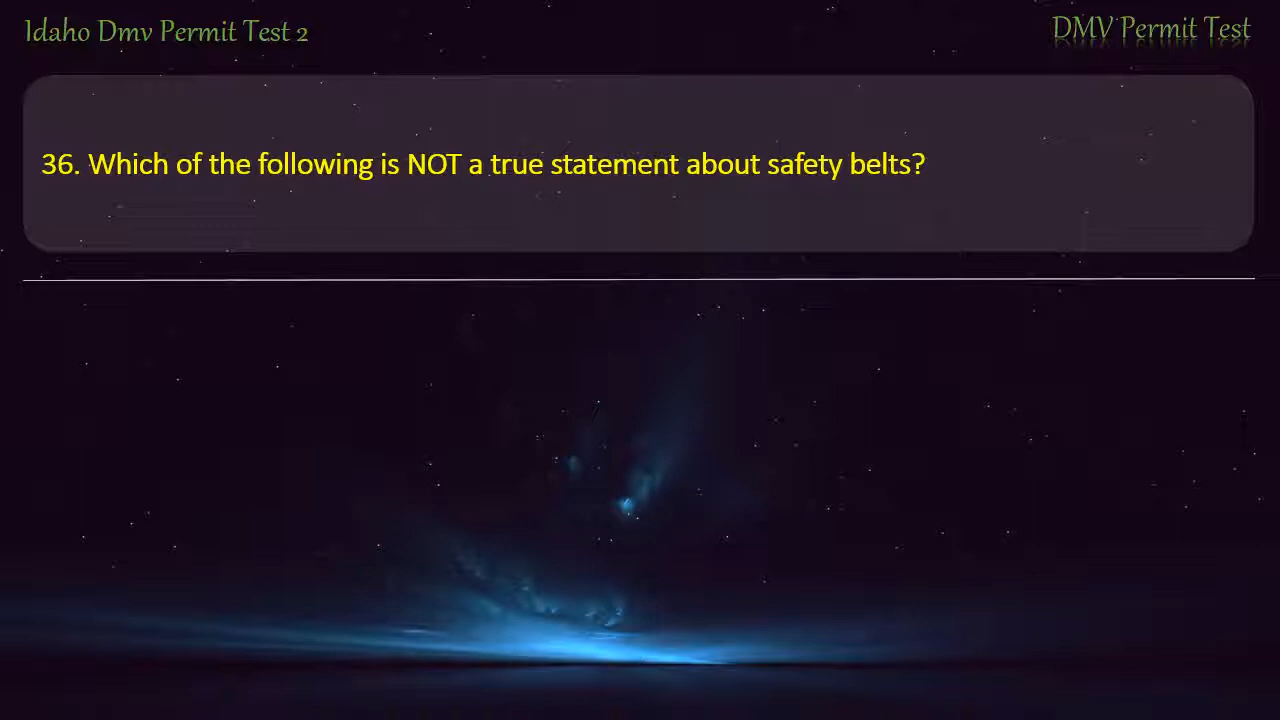 Idaho Dmv Permit Test 2
DMV Permit Test
36. Which of the following is NOT a true statement about safety belts?